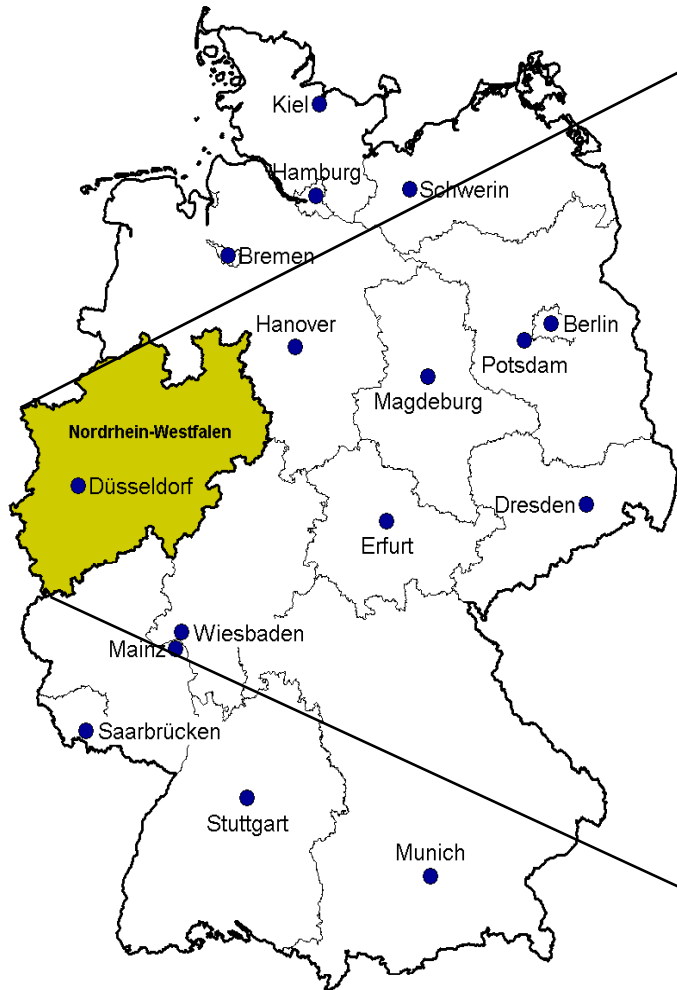 Kiel
Hamburg
Schwerin
Bremen
Hanover
Berlin
Potsdam
Magdeburg
Nordrhein-Westfalen
Düsseldorf
Dresden
Erfurt
Wiesbaden
Mainz
Saarbrücken
Stuttgart
Munich